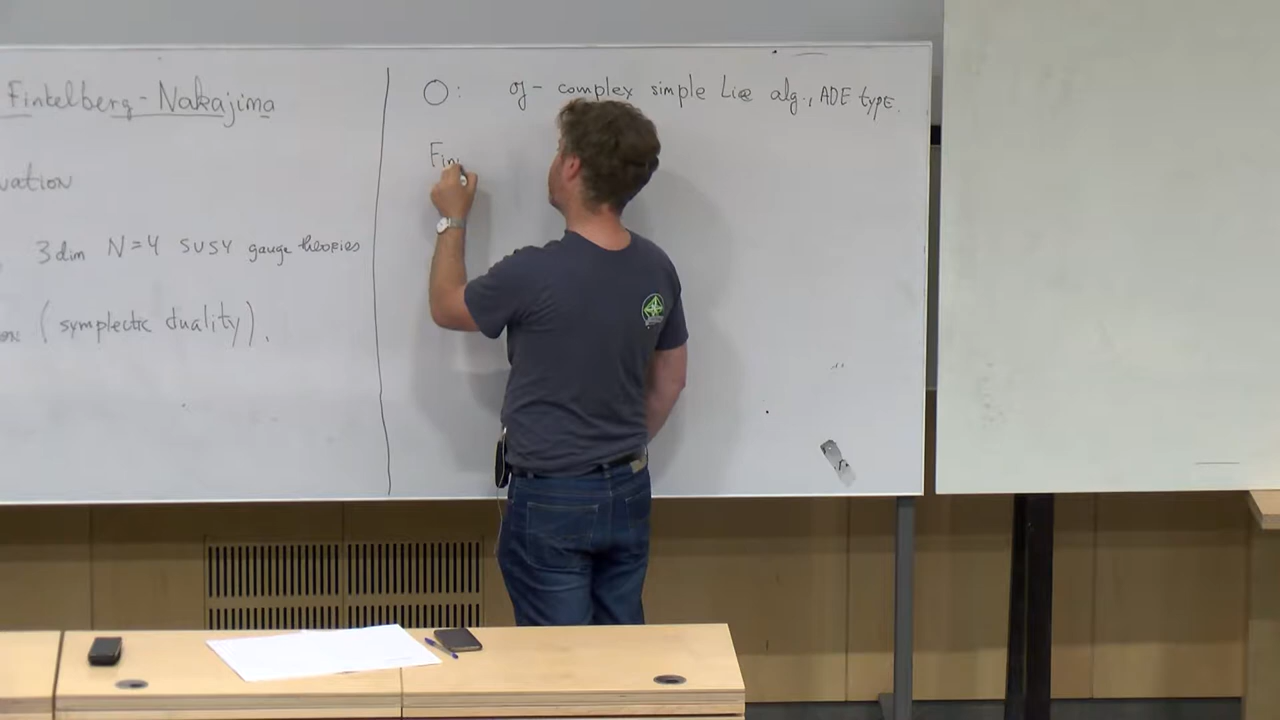 Finkelberg - Nakajima
vation
3 dim N=4 SUSY gauge theories
(symplectic duality).
O: 𝔤 - complex simple Lie alg., ADE type.
Fin